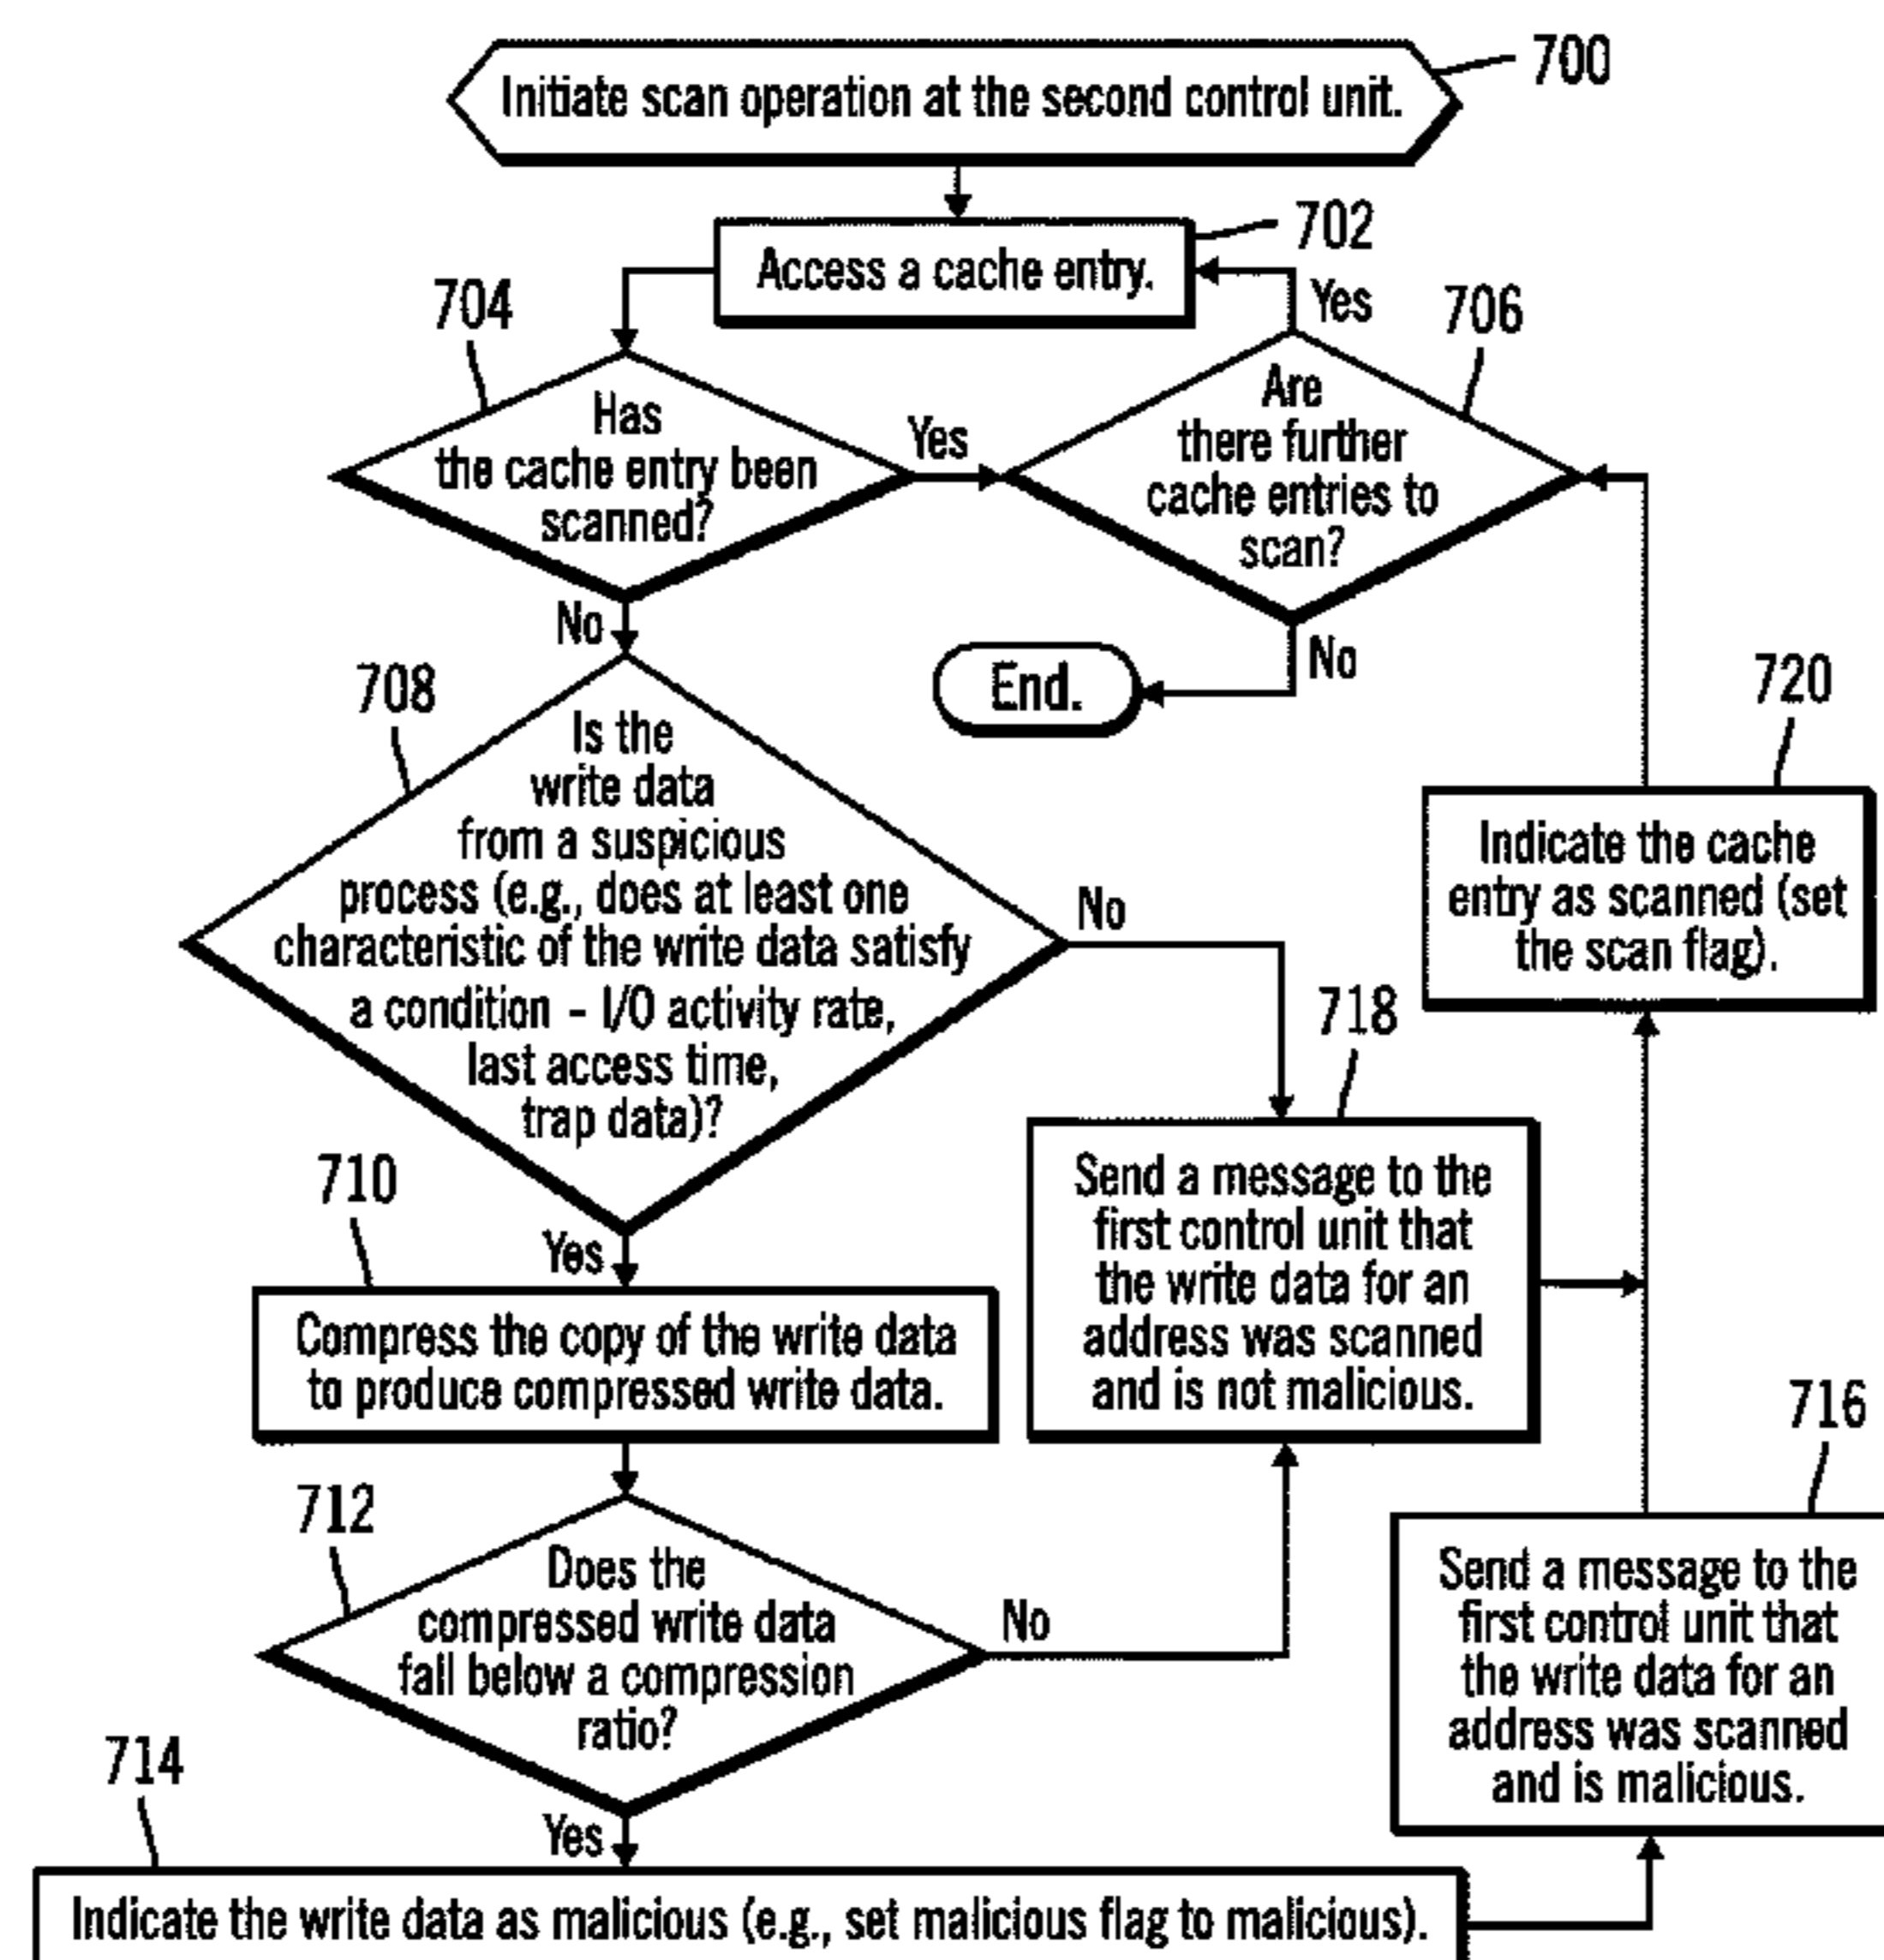 700
Initiate scan operation at the second control unit.
702
Access a cache entry.
704
Has
the cache entry been
scanned?
Yes
No
706
Are
there further
cache entries to
scan?
Yes
No
End.
708
Is the
write data
from a suspicious
process (e.g., does at least one
characteristic of the write data satisfy
a condition - I/O activity rate,
last access time,
trap data)?
No
Yes
710
Compress the copy of the write data
to produce compressed write data.
712
Does the
compressed write data
fall below a compression
ratio?
No
Yes
714
Indicate the write data as malicious (e.g., set malicious flag to malicious).
716
Send a message to the
first control unit that
the write data for an
address was scanned
and is malicious.
718
Send a message to the
first control unit that
the write data for an
address was scanned
and is not malicious.
720
Indicate the cache
entry as scanned (set
the scan flag).